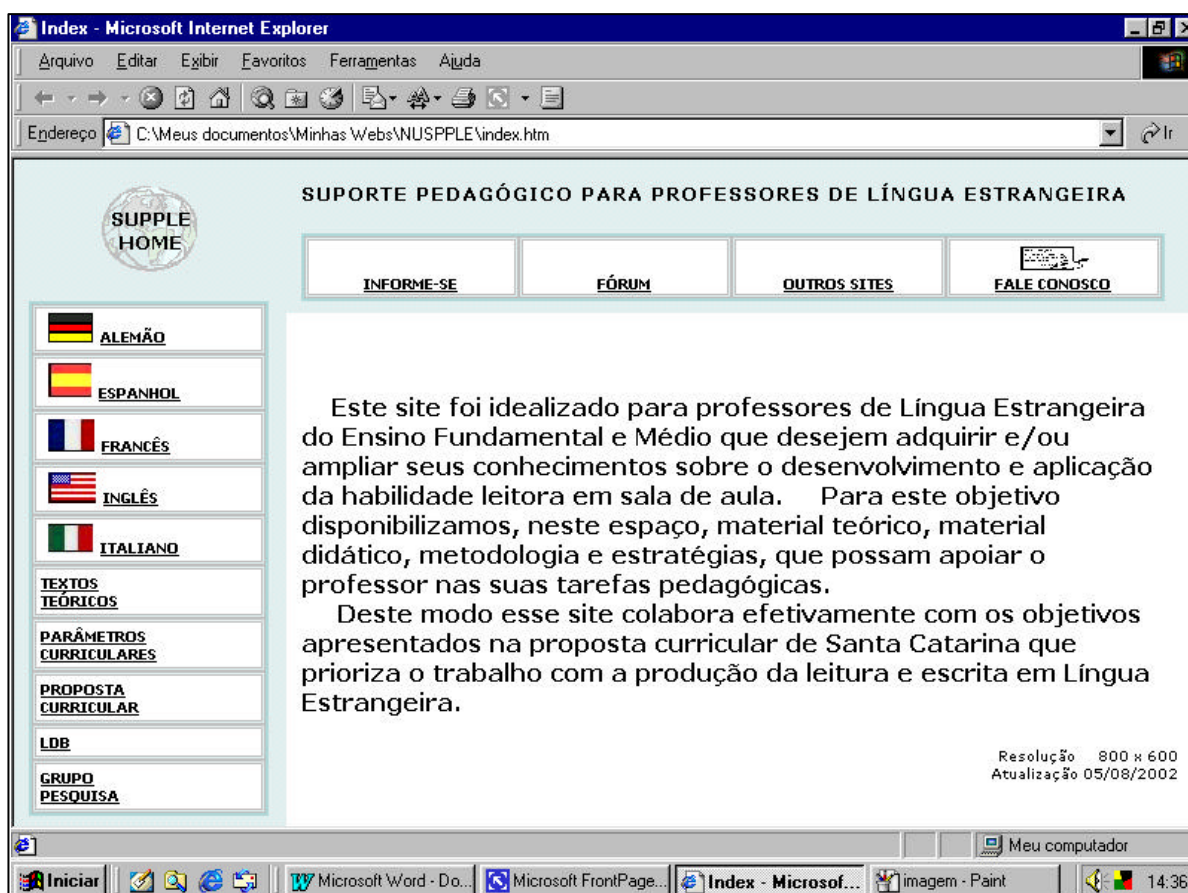 Index - Microsoft Internet Explorer
Arquivo Editar Exibir Favoritos Ferramentas Ajuda
Endereço C:\Meus documentos\Minhas Webs\NUSPPLE\index.htm Ir
SUPPLE
HOME
SUPORTE PEDAGÓGICO PARA PROFESSORES DE LÍNGUA ESTRANGEIRA
INFORME-SE FÓRUM OUTROS SITES FALE CONOSCO
ALEMÃO
ESPANHOL
FRANCÊS
INGLÊS
ITALIANO
TEXTOS
TEÓRICOS
PARÂMETROS
CURRICULARES
PROPOSTA
CURRICULAR
LDB
GRUPO
PESQUISA
Este site foi idealizado para professores de Língua Estrangeira
do Ensino Fundamental e Médio que desejem adquirir e/ou
ampliar seus conhecimentos sobre o desenvolvimento e aplicação
da habilidade leitora em sala de aula. Para este objetivo
disponibilizamos, neste espaço, material teórico, material
didático, metodologia e estratégias, que possam apoiar o
professor nas suas tarefas pedagógicas.
Deste modo esse site colabora efetivamente com os objetivos
apresentados na proposta curricular de Santa Catarina que
prioriza o trabalho com a produção da leitura e escrita em Língua
Estrangeira.
Resolução 800 x 600
Atualização 05/08/2002
Meu computador
Iniciar Microsoft Word - Do... Microsoft FrontPage... Index - Microsof... imagem - Paint 14:36